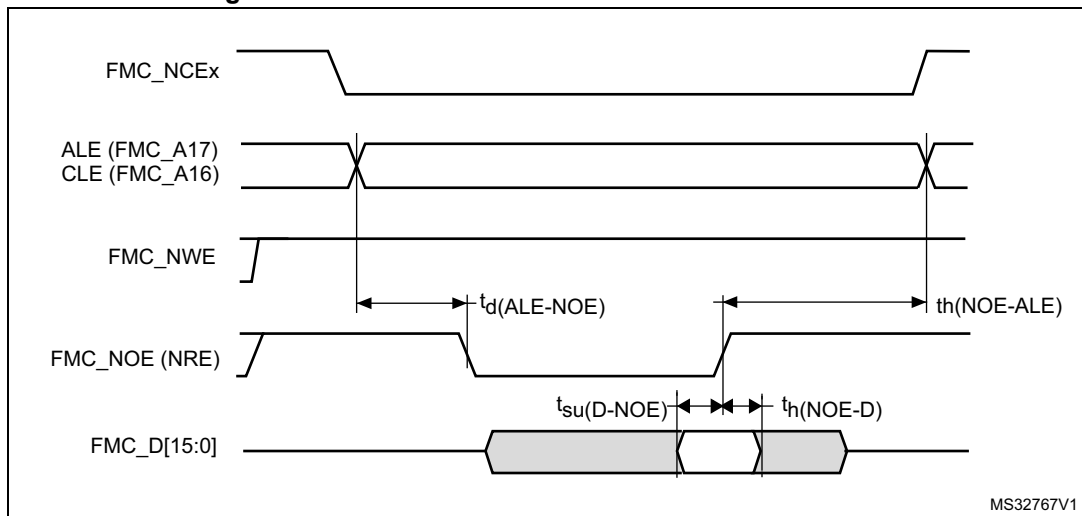 FMC_NCEx
ALE (FMC_A17)
CLE (FMC_A16)
FMC_NWE
td(ALE-NOE)
th(NOE-ALE)
FMC_NOE (NRE)
tsu(D-NOE)
th(NOE-D)
FMC_D[15:0]
MS32767V1